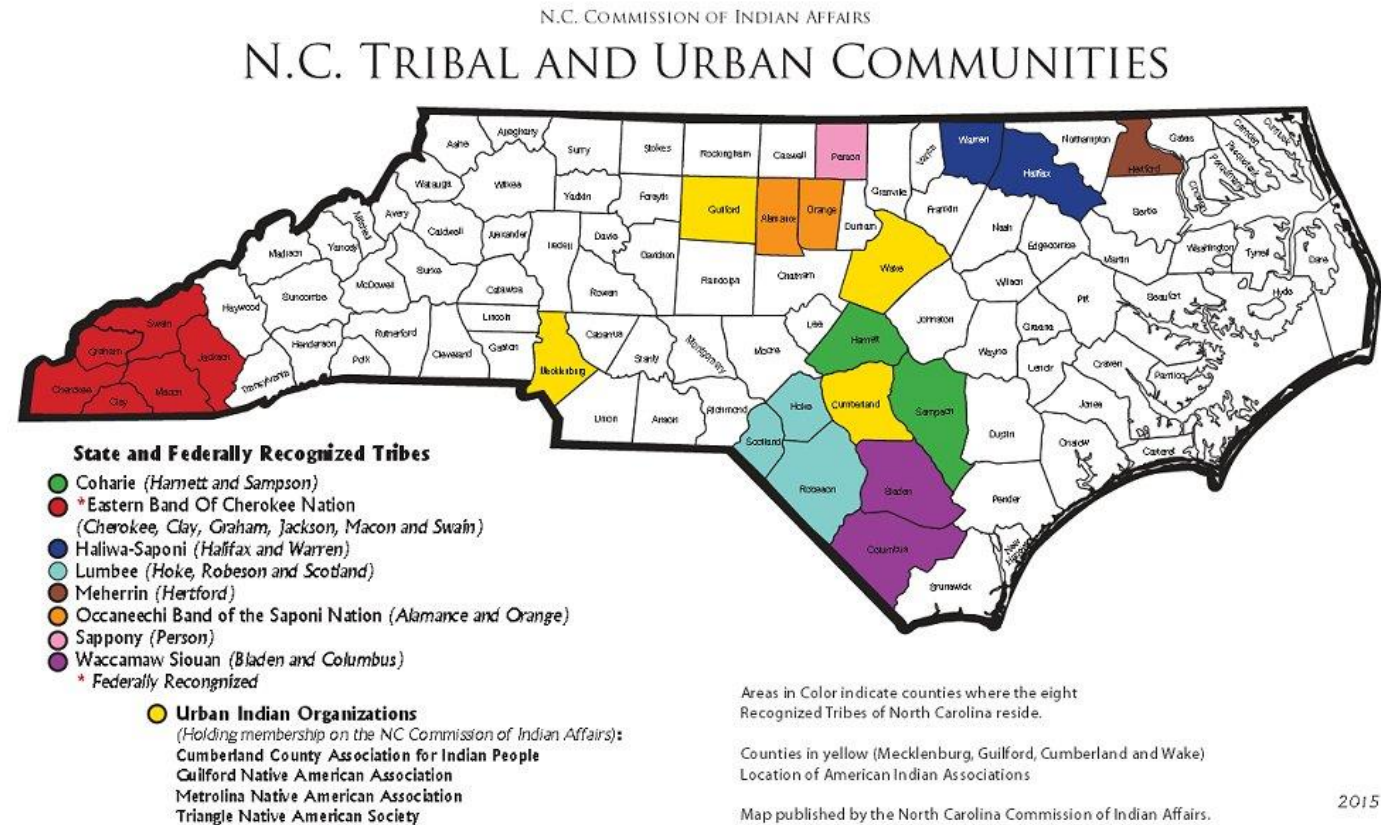 N.C. COMMISSION OF INDIAN AFFAIRS
N.C. TRIBAL AND URBAN COMMUNITIES
Ashe
Alleghany
Surry
Stokes
Rockingham
Caswell
Person
Warren
Northampton
Gates
Camden
Currituck
Pasquotank
Perquimans
Chowan
Hertford
Halifax
Vance
Granville
Watauga
Wilkes
Yadkin
Forsyth
Guilford
Alamance
Orange
Durham
Franklin
Nash
Bertie
Mitchell
Avery
Caldwell
Alexander
Iredell
Davie
Davidson
Randolph
Chatham
Wake
Edgecombe
Martin
Washington
Tyrrell
Dare
Madison
Yancey
Burke
McDowell
Catawba
Rowan
Wilson
Pitt
Beaufort
Hyde
Haywood
Buncombe
Swain
Graham
Jackson
Cherokee
Clay
Macon
Transylvania
Henderson
Polk
Rutherford
Cleveland
Lincoln
Gaston
Mecklenburg
Cabarrus
Stanly
Montgomery
Moore
Lee
Harnett
Johnston
Wayne
Greene
Lenoir
Craven
Pamlico
Jones
Carteret
Onslow
Union
Anson
Richmond
Scotland
Hoke
Cumberland
Sampson
Duplin
Robeson
Bladen
Pender
Columbus
Brunswick
New Hanover
State and Federally Recognized Tribes
Coharie (Harnett and Sampson)
*Eastern Band Of Cherokee Nation
(Cherokee, Clay, Graham, Jackson, Macon and Swain)
Haliwa-Saponi (Halifax and Warren)
Lumbee (Hoke, Robeson and Scotland)
Meherrin (Hertford)
Occaneechi Band of the Saponi Nation (Alamance and Orange)
Sappony (Person)
Waccamaw Siouan (Bladen and Columbus)
* Federally Recongnized
Urban Indian Organizations
(Holding membership on the NC Commission of Indian Affairs):
Cumberland County Association for Indian People
Guilford Native American Association
Metrolina Native American Association
Triangle Native American Society
Areas in Color indicate counties where the eight
Recognized Tribes of North Carolina reside.
Counties in yellow (Mecklenburg, Guilford, Cumberland and Wake)
Location of American Indian Associations
Map published by the North Carolina Commission of Indian Affairs.
2015